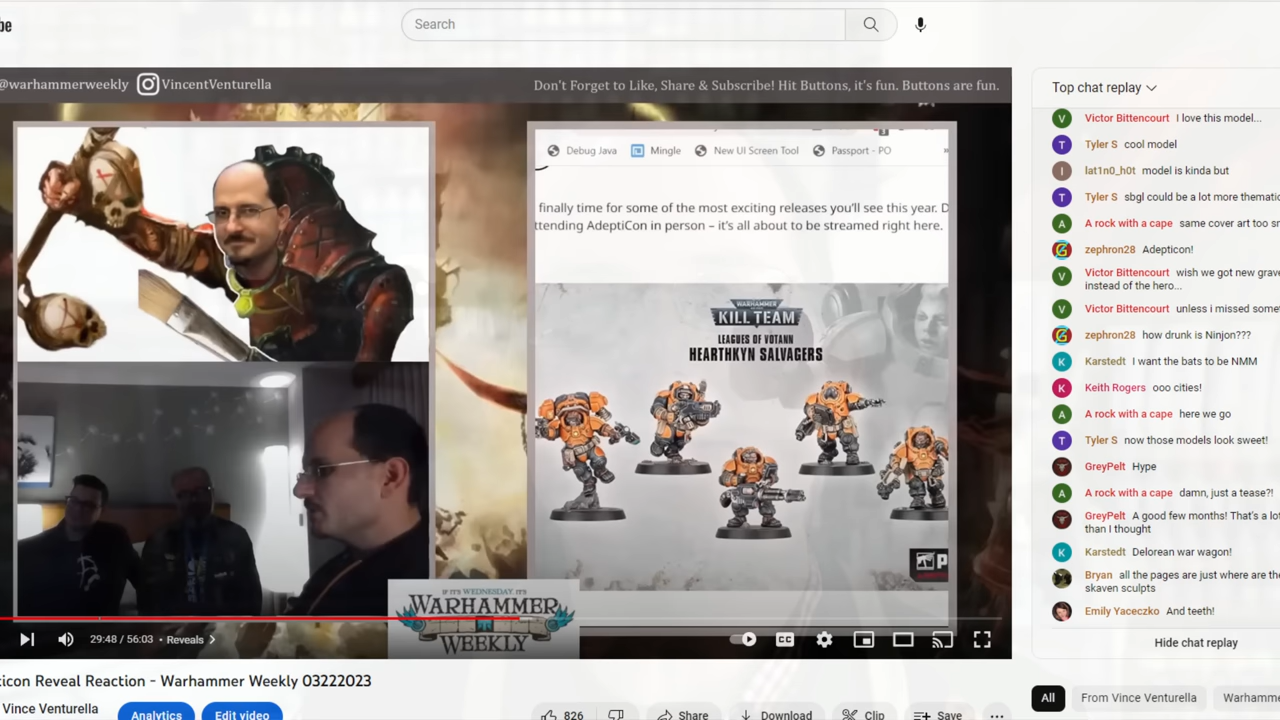 be
Search
@warhammerweekly VincentVenturella
Don't Forget to Like, Share & Subscribe! Hit Buttons, it's fun. Buttons are fun.
Debug Java Mingle New UI Screen Tool Passport - PO »
finally time for some of the most exciting releases you'll see this year. D
ttending AdeptiCon in person – it's all about to be streamed right here.
WARHAMMER
KILL TEAM
LEAGUES OF VOTANN
HEARTHKYN SALVAGERS
P
IF IT'S WEDNESDAY, IT'S
WARHAMMER
WEEKLY
29:48 / 56:03 • Reveals
CC
icon Reveal Reaction - Warhammer Weekly 03222023
Vince Venturella
Analytics
Edit video
826
Share
Download
Clip
Save
Top chat replay
V Victor Bittencourt I love this model...
T Tyler S cool model
l lat1n0_h0t model is kinda but
T Tyler S sbgl could be a lot more thematic
A A rock with a cape same cover art too
zephron28 Adepticon!
V Victor Bittencourt wish we got new grave
instead of the hero...
V Victor Bittencourt unless i missed some
zephron28 how drunk is Ninjon???
K Karstedt I want the bats to be NMM
K Keith Rogers ooo cities!
A A rock with a cape here we go
T Tyler S now those models look sweet!
GreyPelt Hype
A A rock with a cape damn, just a tease?!
GreyPelt A good few months! That's a lot
than I thought
K Karstedt Delorean war wagon!
Bryan all the pages are just where are the
skaven sculpts
Emily Yaceczko And teeth!
Hide chat replay
All
From Vince Venturella
Warhamme